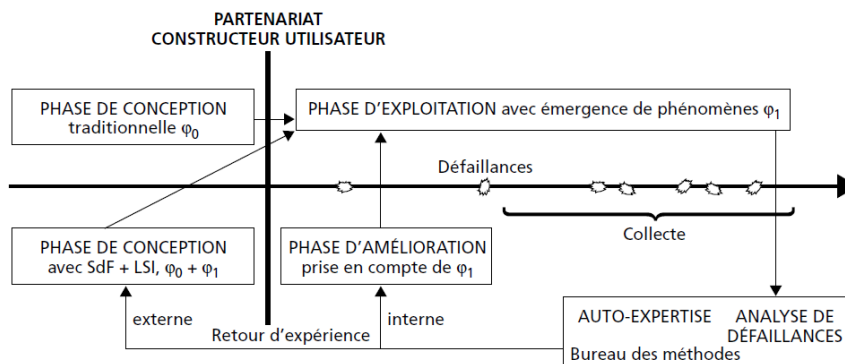 PARTENARIAT
CONSTRUCTEUR UTILISATEUR
PHASE DE CONCEPTION
traditionnelle φ₀
PHASE D’EXPLOITATION avec émergence de phénomènes φ₁
Défaillances
Collecte
PHASE DE CONCEPTION
avec SdF + LSI, φ₀ + φ₁
PHASE D’AMÉLIORATION
prise en compte de φ₁
externe
interne
Retour d’expérience
AUTO-EXPERTISE
ANALYSE DE
DÉFAILLANCES
Bureau des méthodes